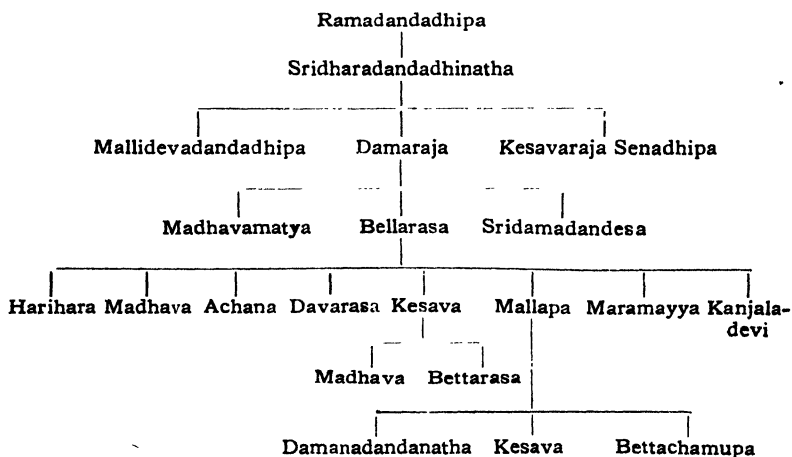 Ramadandadhipa
Sridharadandadhinatha
Mallidevadandadhipa Damaraja Kesavaraja Senadhipa
Madhavamatya Bellarasa Sridamadandesa
Harihara Madhava Achana Davarasa Kesava Mallapa Maramayya Kanjala-
devi
Madhava Bettarasa
Damanadandanatha Kesava Bettachamupa